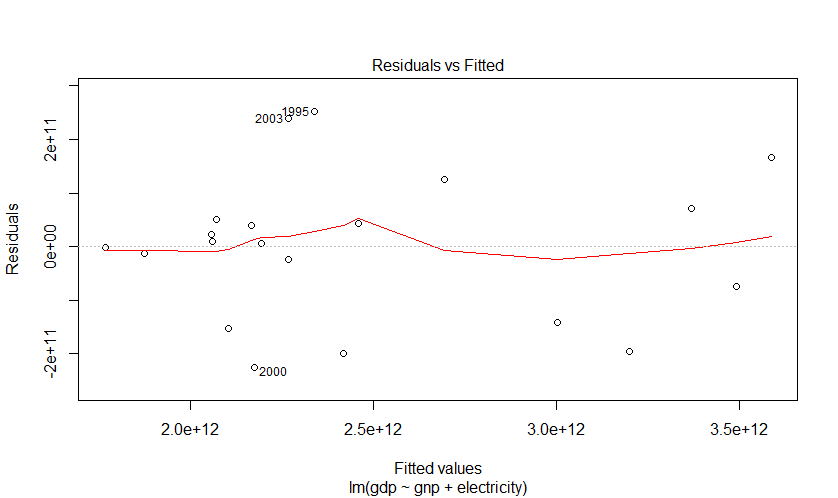 Residuals vs Fitted
Residuals
2e+11
0e+00
-2e+11
1995
2003
2000
2.0e+12 2.5e+12 3.0e+12 3.5e+12
Fitted values
lm(gdp ~ gnp + electricity)